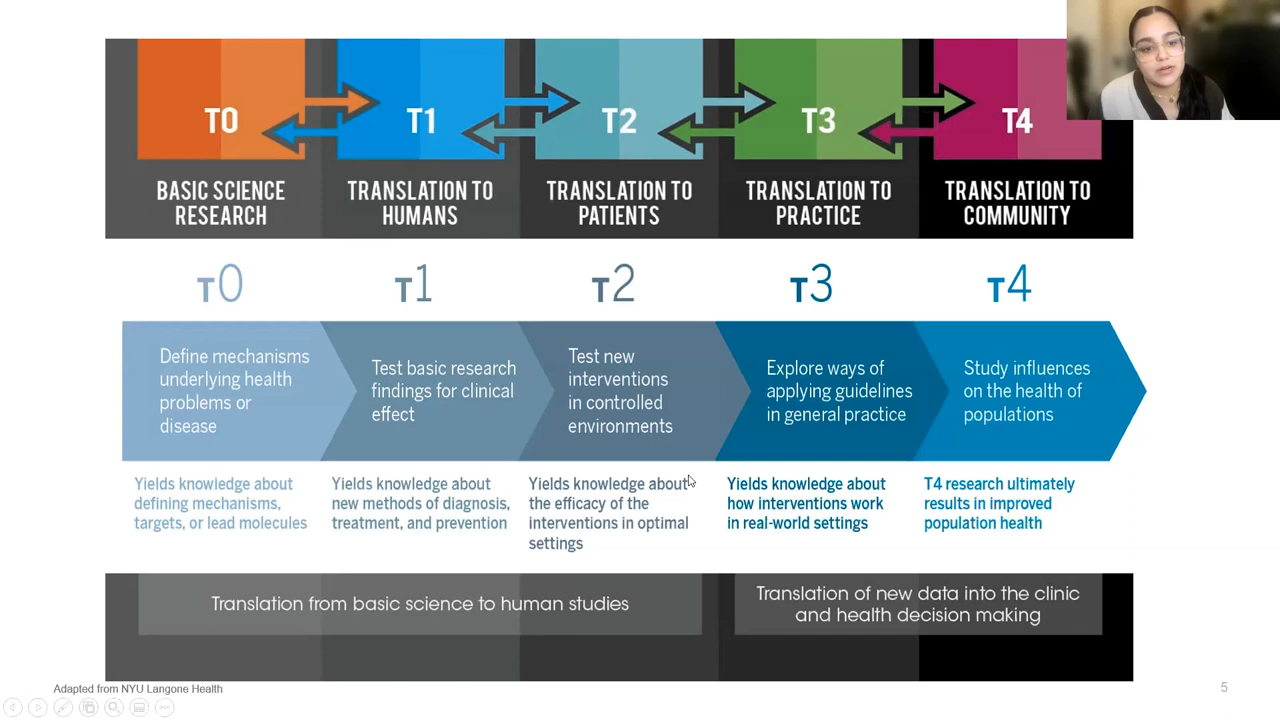 T0
T1
T2
T3
T4
BASIC SCIENCE
RESEARCH
TRANSLATION TO
HUMANS
TRANSLATION TO
PATIENTS
TRANSLATION TO
PRACTICE
TRANSLATION TO
COMMUNITY
T0
T1
T2
T3
T4
Define mechanisms
underlying health
problems or
disease
Test basic research
findings for clinical
effect
Test new
interventions
in controlled
environments
Explore ways of
applying guidelines
in general practice
Study influences
on the health of
populations
Yields knowledge about
defining mechanisms,
targets, or lead molecules
Yields knowledge about
new methods of diagnosis,
treatment, and prevention
Yields knowledge about
the efficacy of the
interventions in optimal
settings
Yields knowledge about
how interventions work
in real-world settings
T4 research ultimately
results in improved
population health
Translation from basic science to human studies
Translation of new data into the clinic
and health decision making
Adapted from NYU Langone Health
5